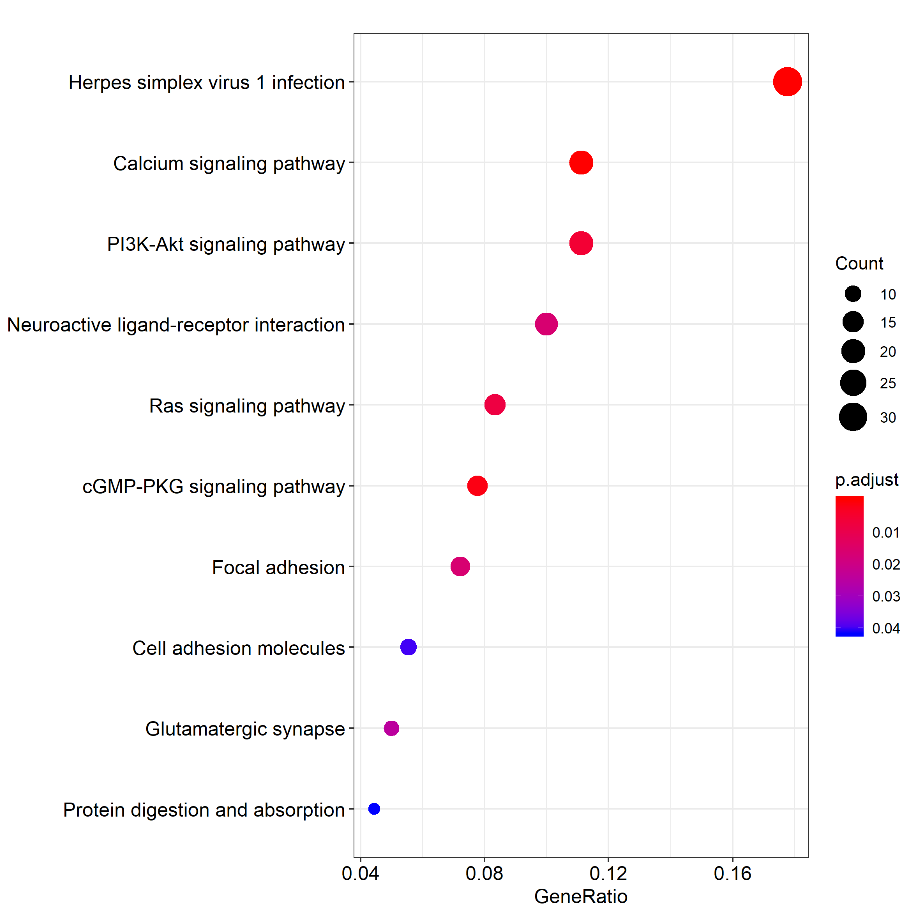 Herpes simplex virus 1 infection
Calcium signaling pathway
PI3K-Akt signaling pathway
Neuroactive ligand-receptor interaction
Ras signaling pathway
cGMP-PKG signaling pathway
Focal adhesion
Cell adhesion molecules
Glutamatergic synapse
Protein digestion and absorption
0.04 0.08 0.12 0.16
GeneRatio
Count
10
15
20
25
30
p.adjust
0.01
0.02
0.03
0.04